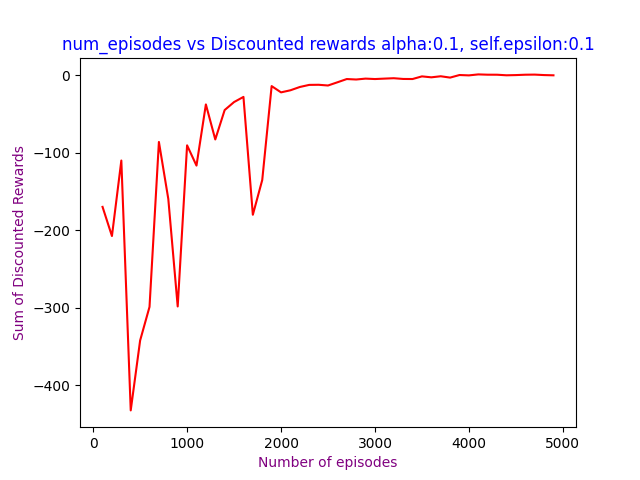 num_episodes vs Discounted rewards alpha:0.1, self.epsilon:0.1
Sum of Discounted Rewards
0
−100
−200
−300
−400
0 1000 2000 3000 4000 5000
Number of episodes